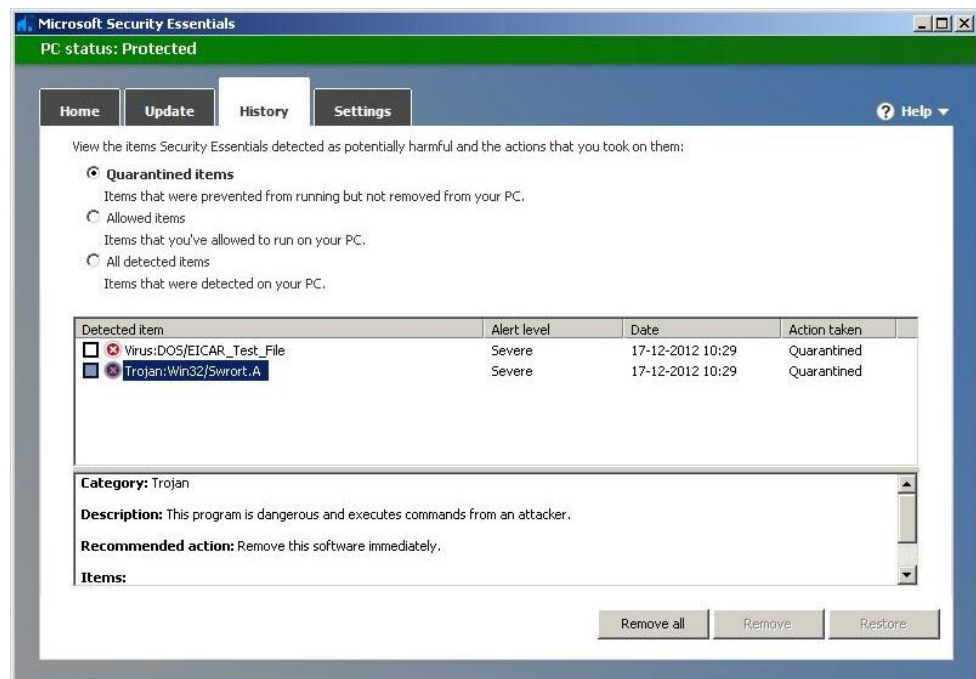 Microsoft Security Essentials
PC status: Protected
Home Update History Settings Help
View the items Security Essentials detected as potentially harmful and the actions that you took on them:
Quarantined items
Items that were prevented from running but not removed from your PC.
Allowed items
Items that you've allowed to run on your PC.
All detected items
Items that were detected on your PC.
Detected item Alert level Date Action taken
Virus:DOS/EICAR_Test_File Severe 17-12-2012 10:29 Quarantined
Trojan:Win32/Swrort.A Severe 17-12-2012 10:29 Quarantined
Category: Trojan
Description: This program is dangerous and executes commands from an attacker.
Recommended action: Remove this software immediately.
Items:
Remove all Remove Restore